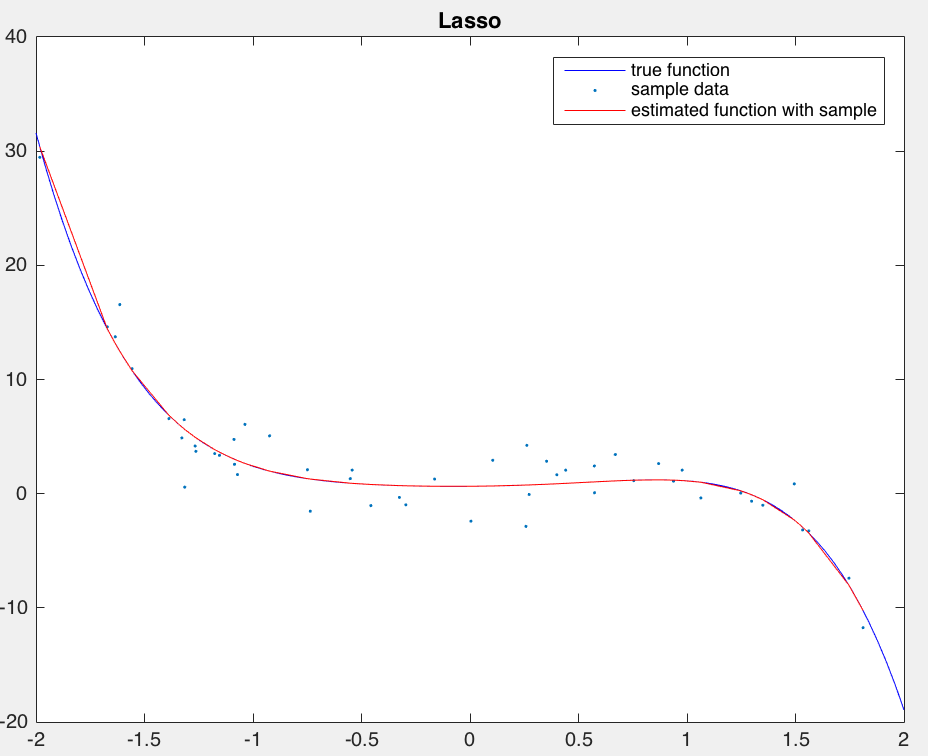 Lasso
40
30
20
10
0
-10
-20
true function
sample data
estimated function with sample
-2 -1.5 -1 -0.5 0 0.5 1 1.5 2